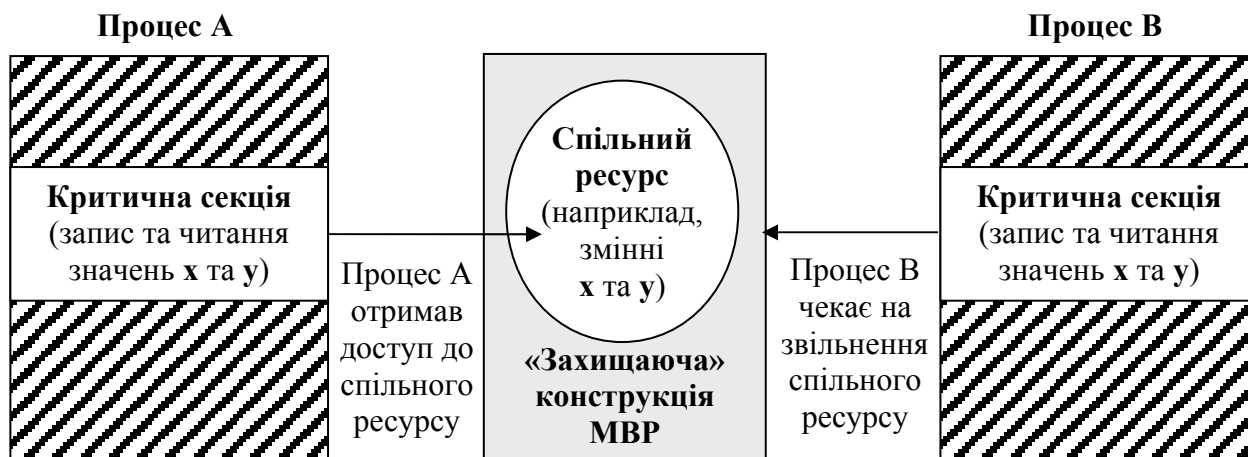 Процес А
Процес В
Критична секція
(запис та читання
значень x та y)
Процес А
отримав
доступ до
спільного
ресурсу
Спільний
ресурс
(наприклад,
змінні
x та y)
«Захищаюча»
конструкція
МВР
Процес В
чекає на
звільнення
спільного
ресурсу
Критична секція
(запис та читання
значень x та y)